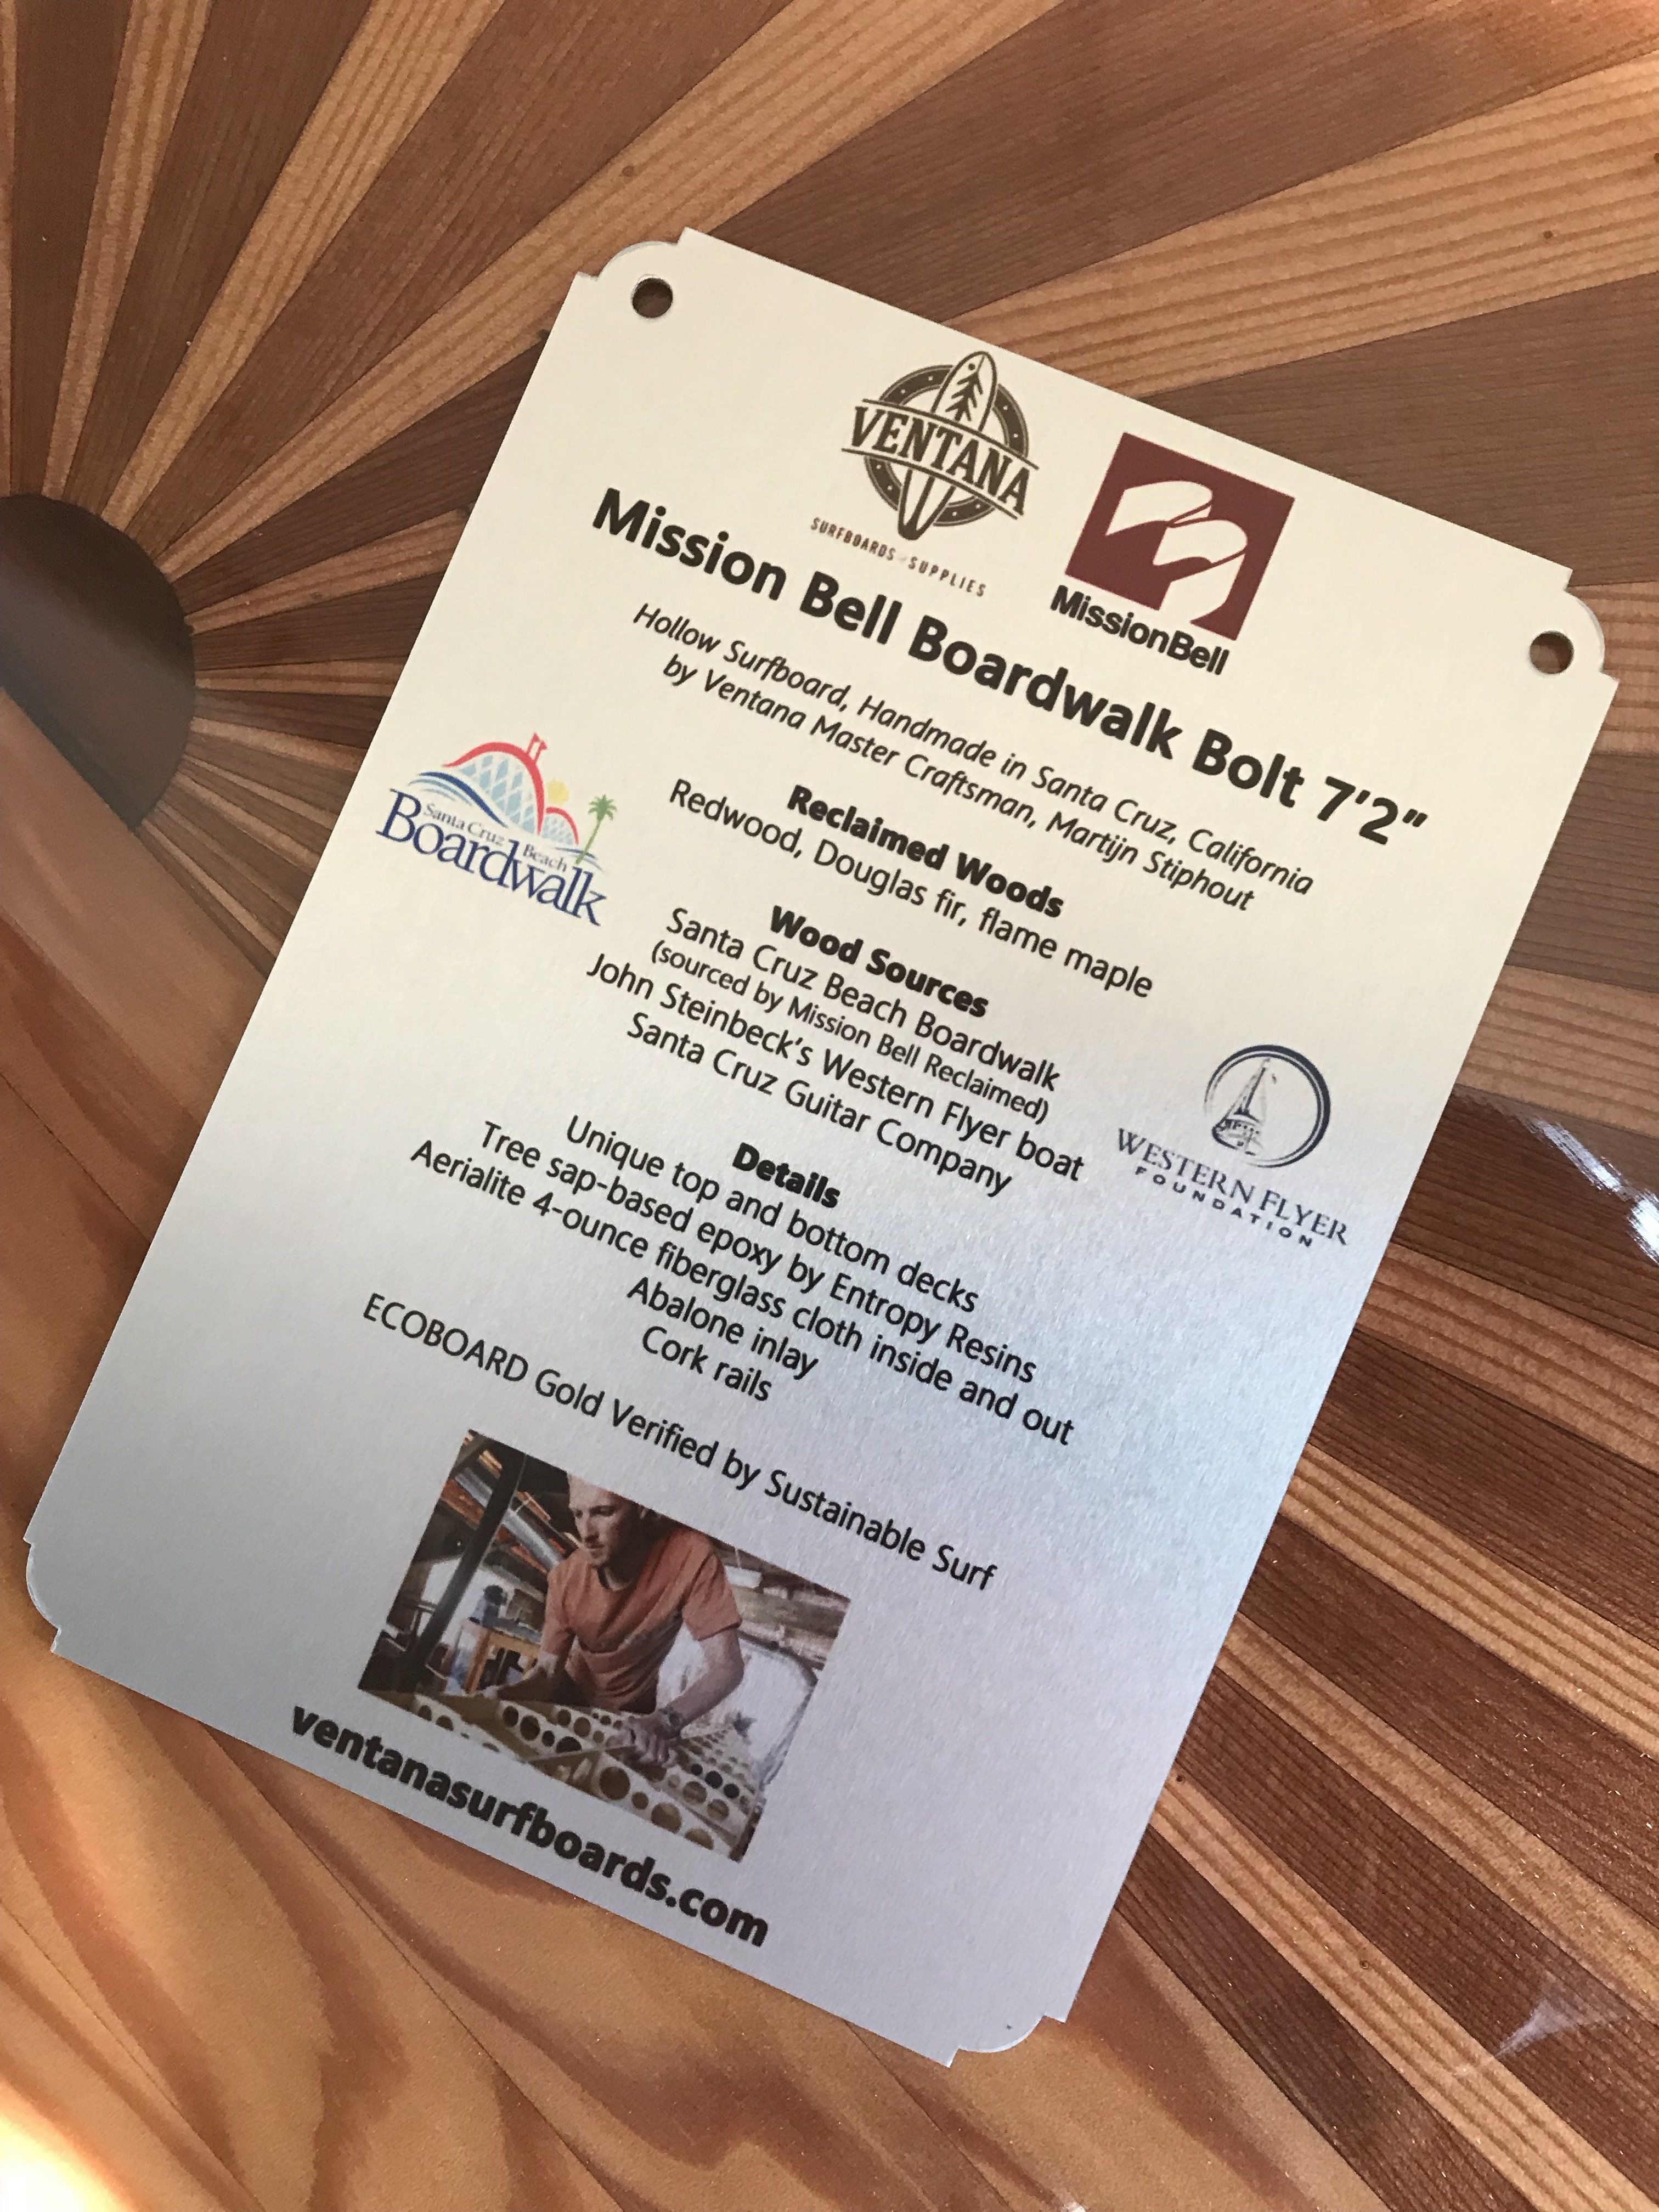 VENTANA
SURFBOARDS & SUPPLIES
MissionBell
Mission Bell Boardwalk Bolt 7’2”
Hollow Surfboard, Handmade in Santa Cruz, California
by Ventana Master Craftsman, Martijn Stiphout
Santa Cruz Beach
Boardwalk
Reclaimed Woods
Redwood, Douglas fir, flame maple
Wood Sources
Santa Cruz Beach Boardwalk
(sourced by Mission Bell Reclaimed)
John Steinbeck’s Western Flyer boat
Santa Cruz Guitar Company
WESTERN FLYER
FOUNDATION
Details
Unique top and bottom decks
Tree sap-based epoxy by Entropy Resins
Aerialite 4-ounce fiberglass cloth inside and out
Abalone inlay
Cork rails
ECOBOARD Gold Verified by Sustainable Surf
ventanasurfboards.com